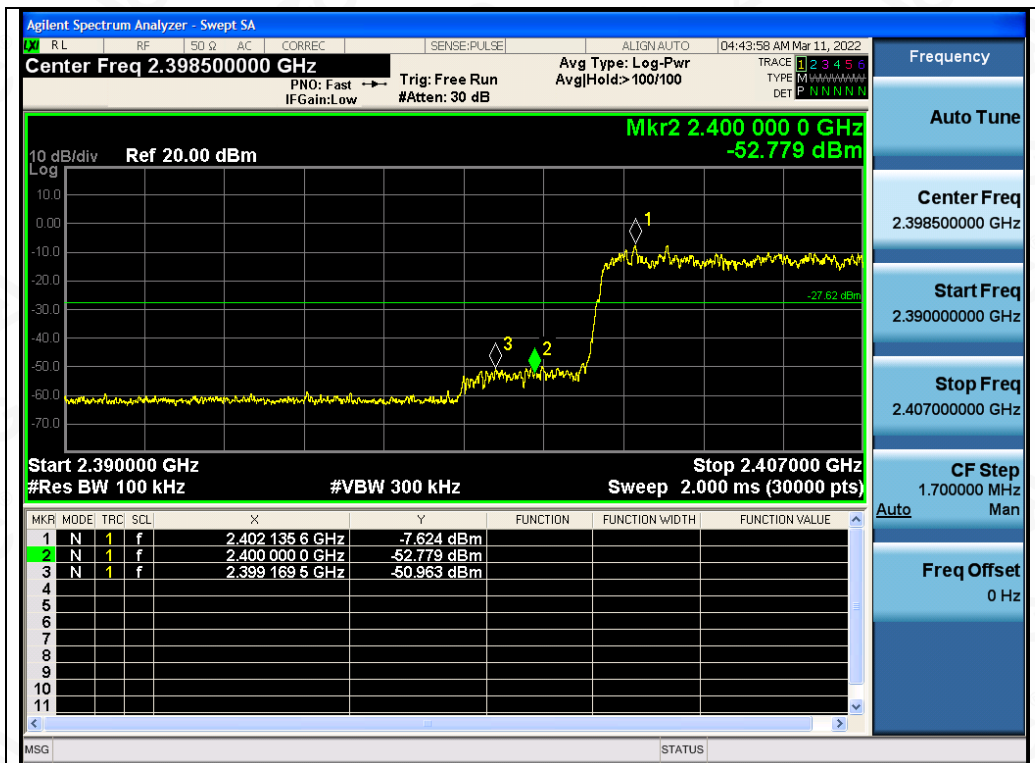 Agilent Spectrum Analyzer - Swept SA
LXI RL RF 50 Ω AC CORREC SENSE:PULSE ALIGN AUTO 04:43:58 AM Mar 11, 2022
Center Freq 2.398500000 GHz
PNO: Fast
IFGain:Low
Trig: Free Run
#Atten: 30 dB
Avg Type: Log-Pwr
Avg|Hold:>100/100
TRACE 1 2 3 4 5 6
TYPE M
DET P N N N N N
Mkr2 2.400 000 0 GHz
-52.779 dBm
10 dB/div Ref 20.00 dBm
Log
10.0
0.00
-10.0
-20.0
-30.0
-40.0
-50.0
-60.0
-70.0
1
-27.62 dBm
3
2
Start 2.390000 GHz Stop 2.407000 GHz
#Res BW 100 kHz #VBW 300 kHz Sweep 2.000 ms (30000 pts)
MKR MODE TRC SCL X Y FUNCTION FUNCTION WIDTH FUNCTION VALUE
1 N 1 f 2.402 135 6 GHz -7.624 dBm
2 N 1 f 2.400 000 0 GHz -52.779 dBm
3 N 1 f 2.399 169 5 GHz -50.963 dBm
4
5
6
7
8
9
10
11
MSG STATUS
Frequency
Auto Tune
Center Freq
2.398500000 GHz
Start Freq
2.390000000 GHz
Stop Freq
2.407000000 GHz
CF Step
1.700000 MHz
Auto Man
Freq Offset
0 Hz